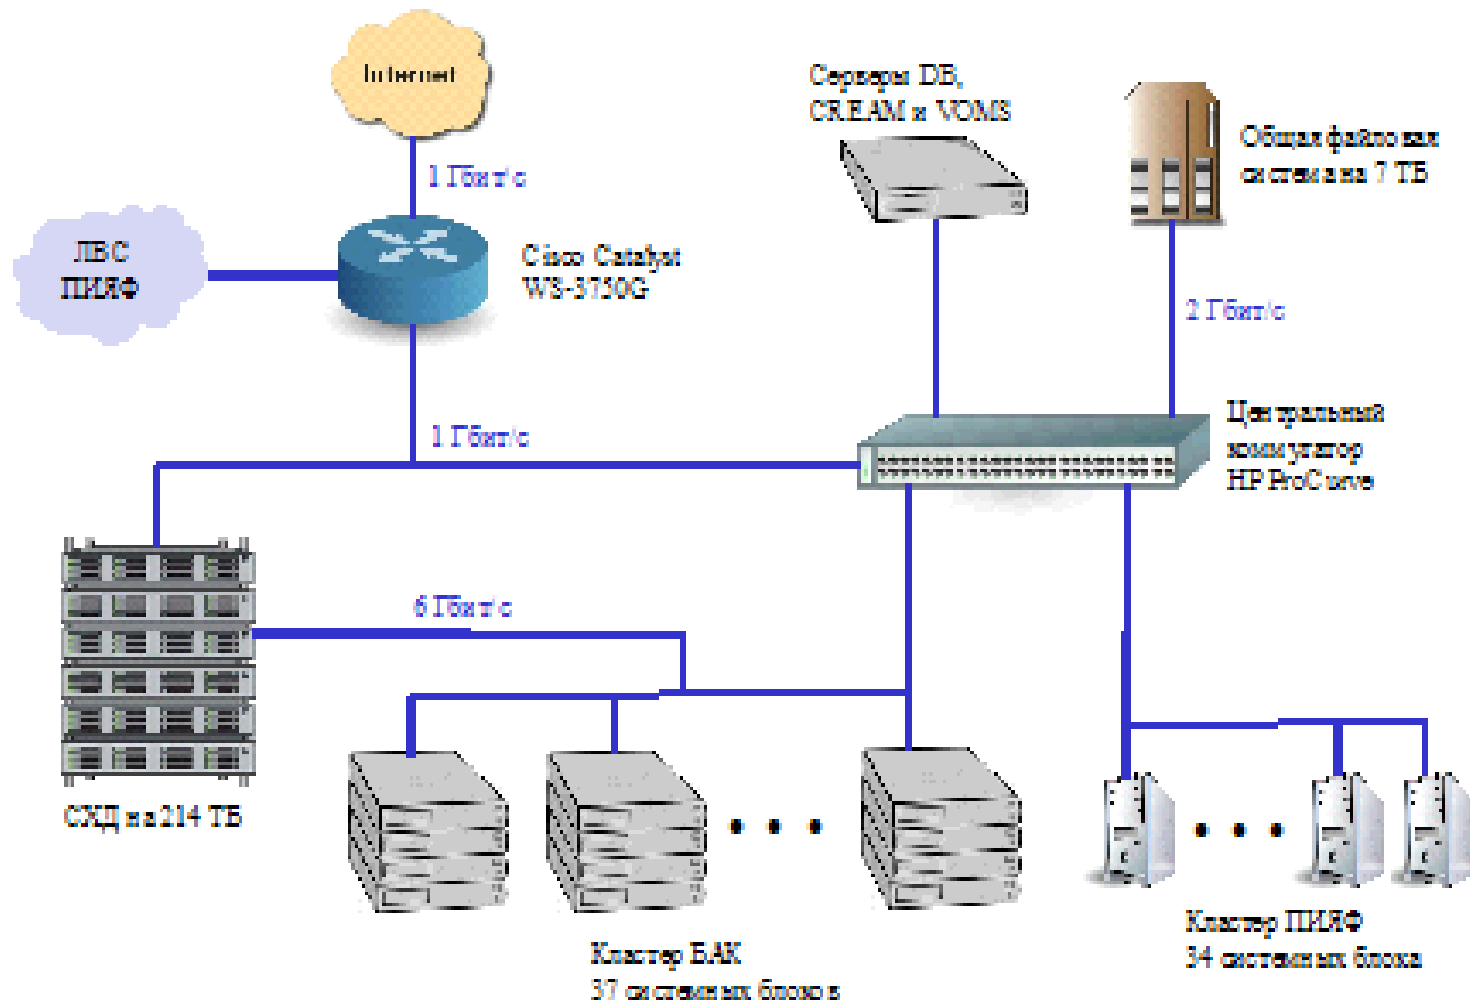 Internet
Серверы DB,
CREAM и VOMS
Общая файловая
система на 7 ТБ
1 Гбит/с
ЛВС
ПИЯФ
Cisco Catalyst
WS-3750G
2 Гбит/с
1 Гбит/с
Центральный
коммутатор
HP ProCurve
6 Гбит/с
СХД на 214 ТБ
Кластер БАК
37 системных блоков
Кластер ПИЯФ
34 системных блока